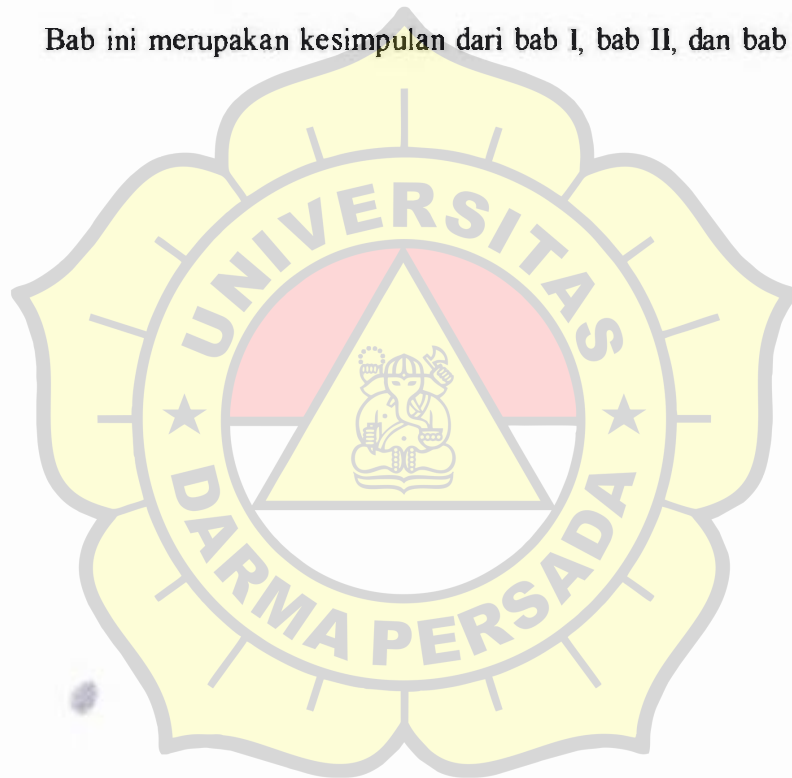 Bab ini merupakan kesimpulan dari bab I, bab II, dan bab
UNIVERSITAS
DARMA PERSADA